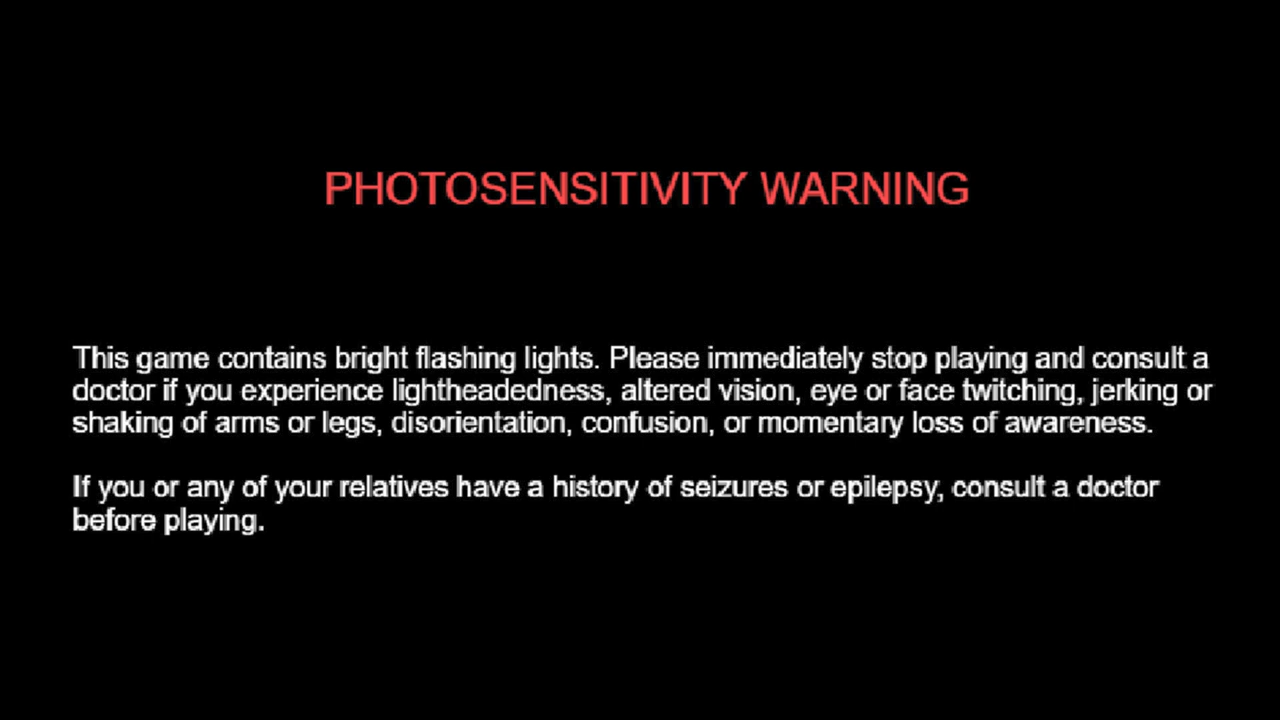 PHOTOSENSITIVITY WARNING
This game contains bright flashing lights. Please immediately stop playing and consult a
doctor if you experience lightheadedness, altered vision, eye or face twitching, jerking or
shaking of arms or legs, disorientation, confusion, or momentary loss of awareness.
If you or any of your relatives have a history of seizures or epilepsy, consult a doctor
before playing.